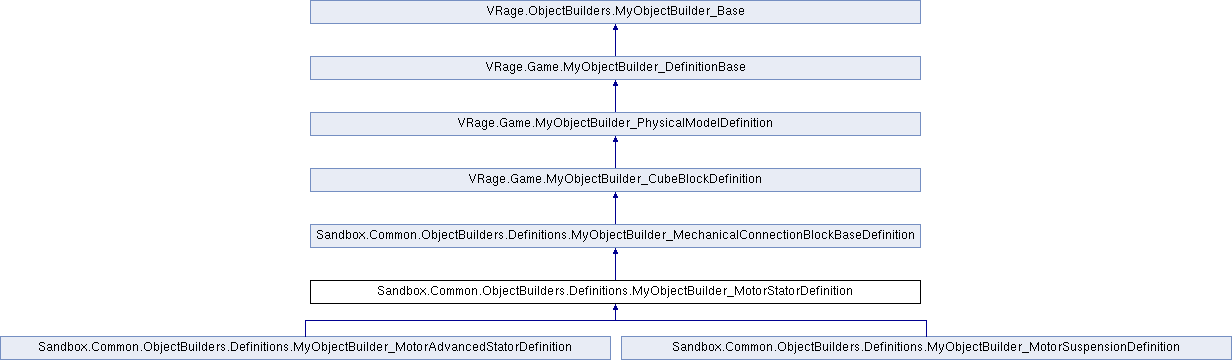 VRage.ObjectBuilders.MyObjectBuilder_Base
VRage.Game.MyObjectBuilder_DefinitionBase
VRage.Game.MyObjectBuilder_PhysicalModelDefinition
VRage.Game.MyObjectBuilder_CubeBlockDefinition
Sandbox.Common.ObjectBuilders.Definitions.MyObjectBuilder_MechanicalConnectionBlockBaseDefinition
Sandbox.Common.ObjectBuilders.Definitions.MyObjectBuilder_MotorStatorDefinition
Sandbox.Common.ObjectBuilders.Definitions.MyObjectBuilder_MotorAdvancedStatorDefinition
Sandbox.Common.ObjectBuilders.Definitions.MyObjectBuilder_MotorSuspensionDefinition